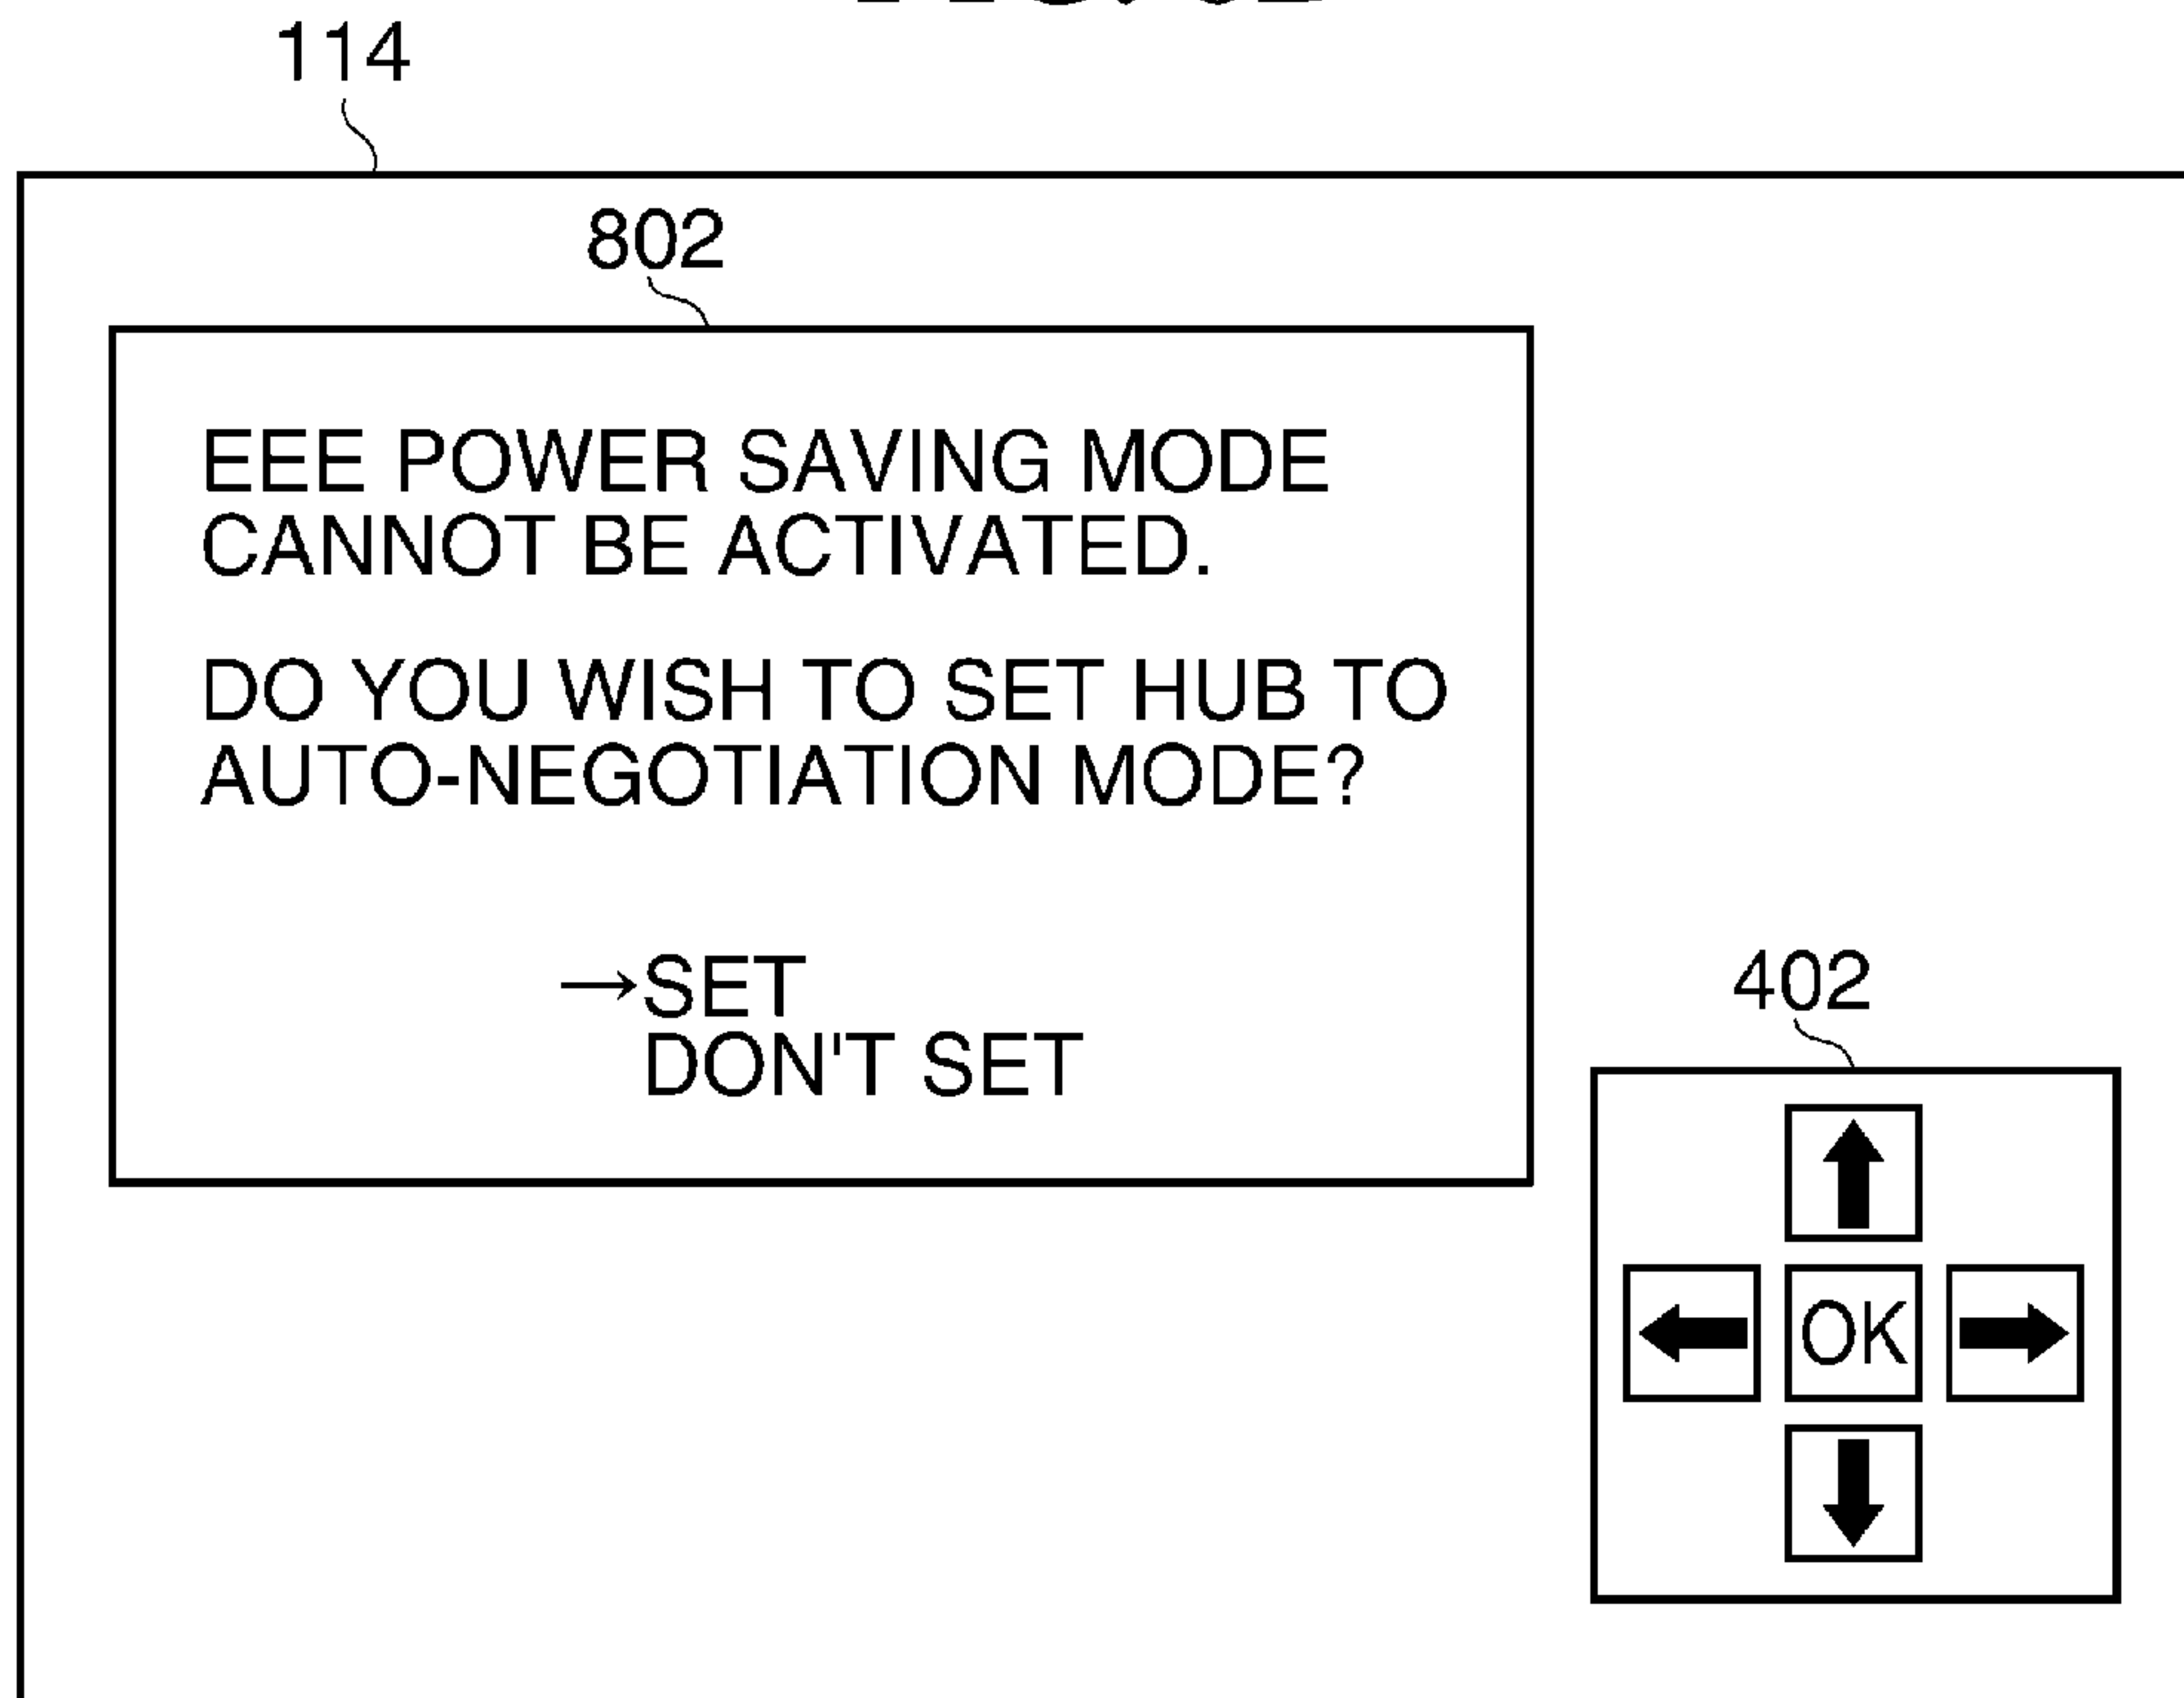 114
802
EEE POWER SAVING MODE
CANNOT BE ACTIVATED.
DO YOU WISH TO SET HUB TO
AUTO-NEGOTIATION MODE?
→SET
DON'T SET
402
OK